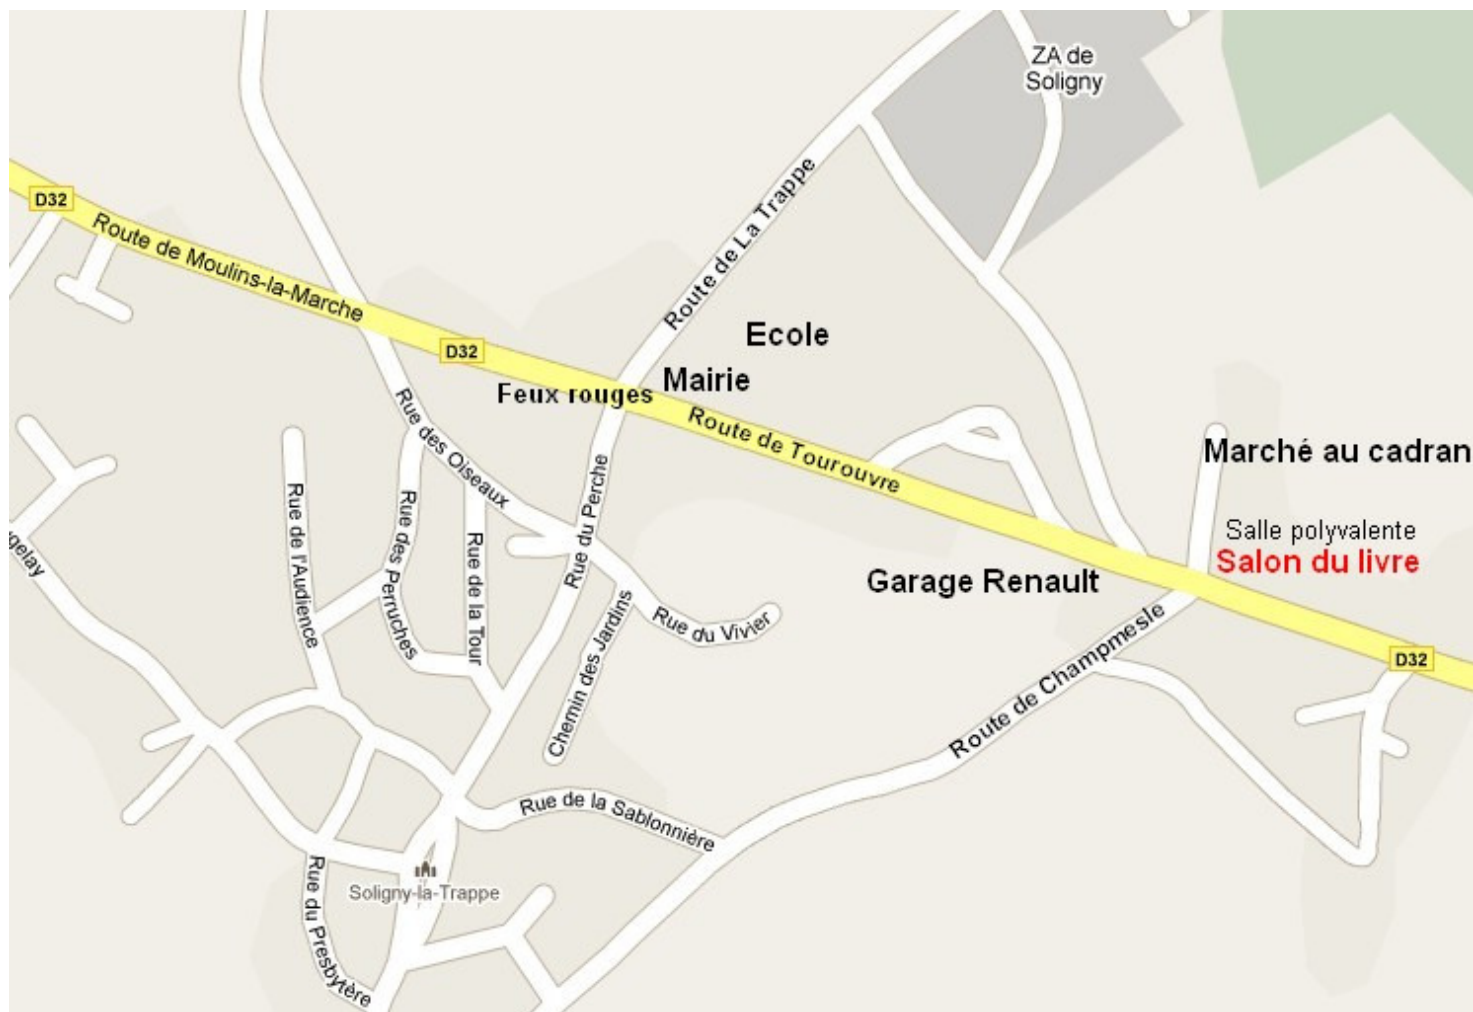 ZA de
Soligny
D32
Route de Moulins-la-Marche
Route de La Trappe
Ecole
D32
Mairie
Feux rouges
Route de Tourouvre
Rue des Oiseaux
Marché au cadran
Rue du Perche
Rue de l'Audience
Rue des Perruches
Rue de la Tour
Salle polyvalente
Salon du livre
gelay
Garage Renault
Chemin des Jardins
Rue du Vivier
Route de Champmesle
D32
Rue de la Sablonnière
Soligny-la-Trappe
Rue du Presbytère